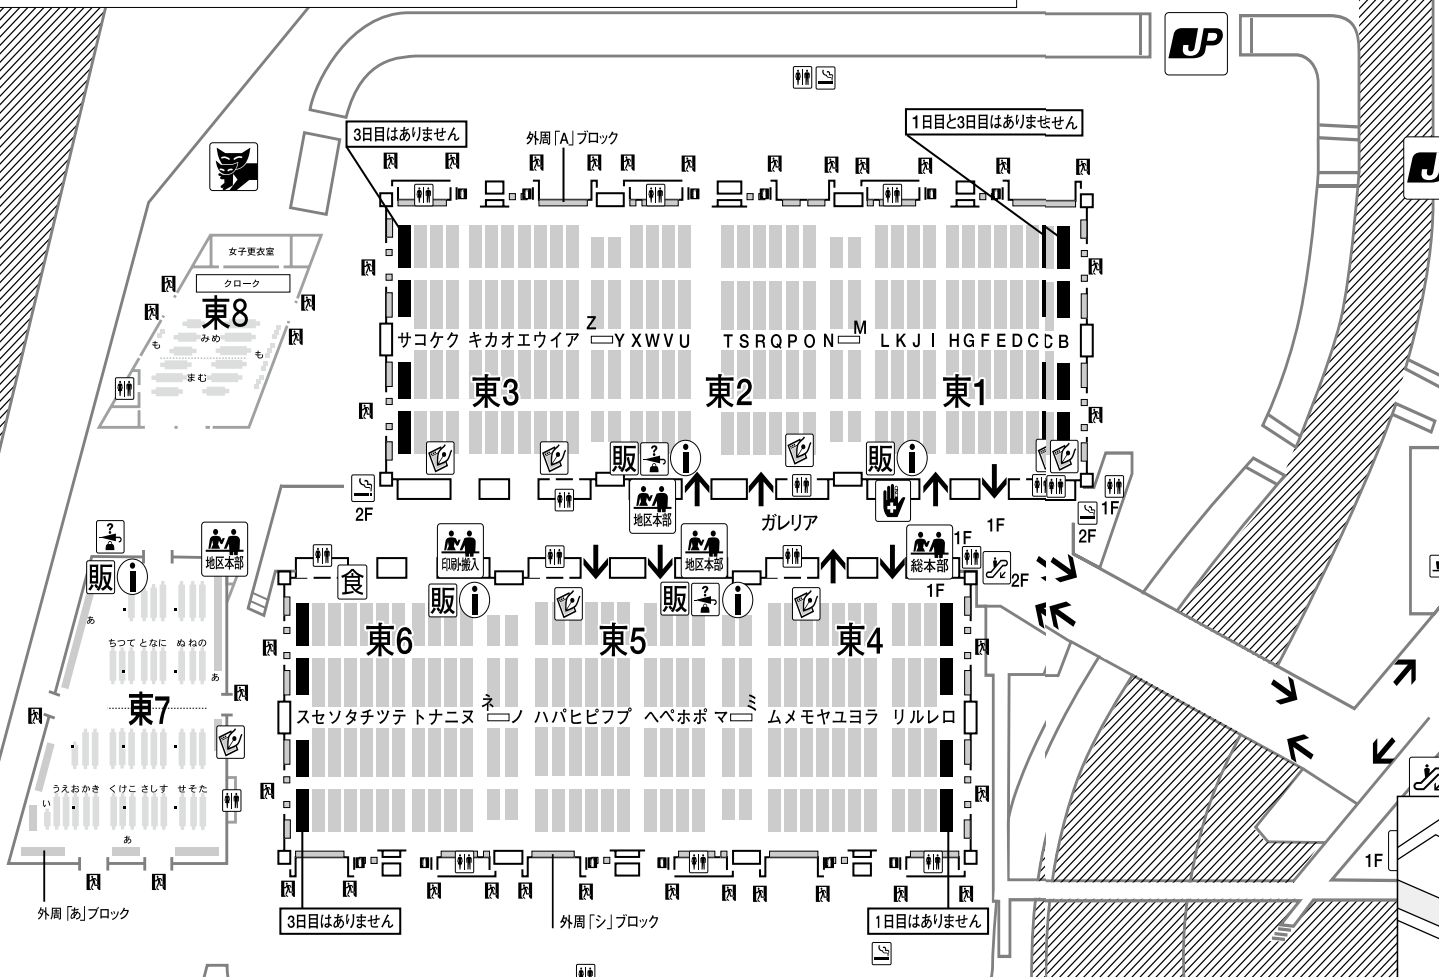 JP
J
3日目はありません
外周「A」ブロック
1日目と3日目はありません
女子更衣室
クローク
東8
みめ
も
も
まむ
サコケク キカオエウイア Z Y XWVU TSRQPO N M LKJI HGFEDC C B
東3
東2
東1
販
?
i
販
i
2F
地区本部
ガレリア
1F
1F
2F
?
地区本部
販
i
食
印刷搬入
地区本部
総本部
1F
2F
1F
販
i
販
?
i
東6
東5
東4
あ
ちつて となに ぬねの
あ
東7
スセソタチツテ トナニヌ ネ ノ ハパヒピフプ ヘペホポ マ ミ ムメモヤユヨラ リルレロ
うえおかき くけこ さしす せそた
い
あ
1F
外周「あ」ブロック
3日目はありません
外周「シ」ブロック
1日目はありません